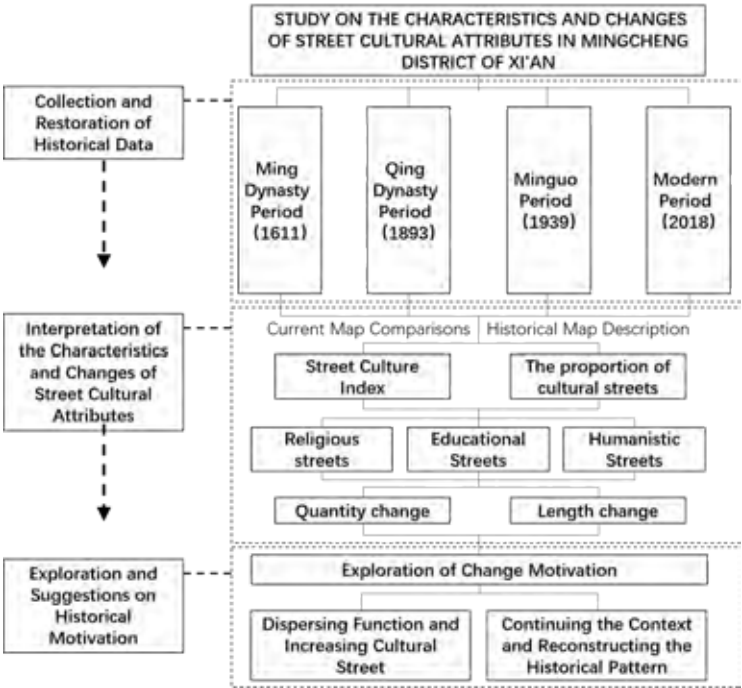 STUDY ON THE CHARACTERISTICS AND CHANGES
OF STREET CULTURAL ATTRIBUTES IN MINGCHENG
DISTRICT OF XI'AN
Collection and
Restoration of
Historical Data
Ming
Dynasty
Period
(1611)
Qing
Dynasty
Period
(1893)
Minguo
Period
(1939)
Modern
Period
(2018)
Interpretation of
the Characteristics
and Changes of
Street Cultural
Attributes
Current Map Comparisons
Historical Map Description
Street Culture
Index
The proportion of
cultural streets
Religious
streets
Educational
Streets
Humanistic
Streets
Quantity change
Length change
Exploration and
Suggestions on
Historical
Motivation
Exploration of Change Motivation
Dispersing Function and
Increasing Cultural
Street
Continuing the Context
and Reconstructing the
Historical Pattern